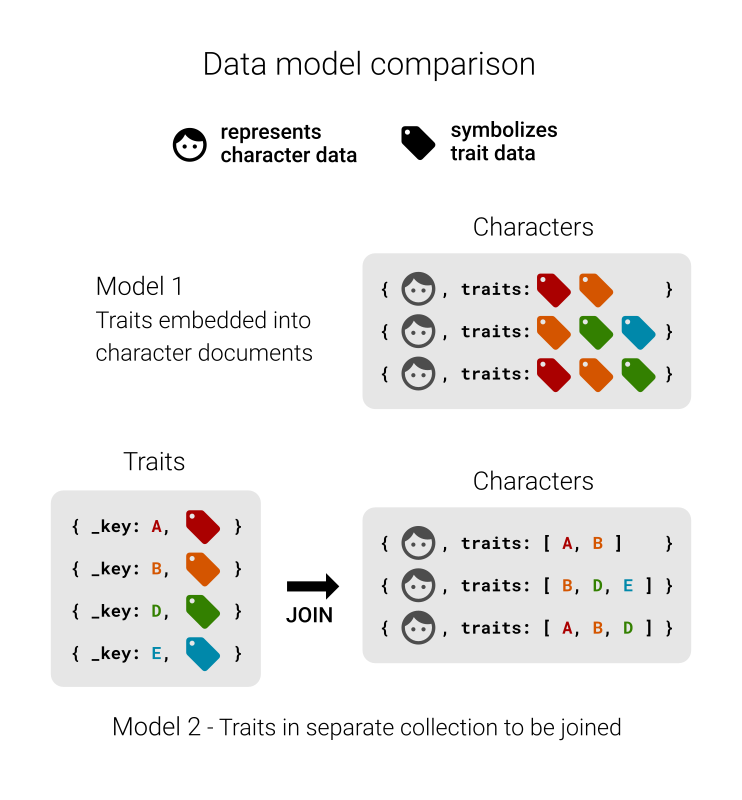 Data model comparison
represents
character data
symbolizes
trait data
Characters
Model 1
Traits embedded into
character documents
{ , traits: }
{ , traits: }
{ , traits: }
Traits
{ _key: A, }
{ _key: B, }
{ _key: D, }
{ _key: E, }
JOIN
Characters
{ , traits: [ A, B ] }
{ , traits: [ B, D, E ] }
{ , traits: [ A, B, D ] }
Model 2 - Traits in separate collection to be joined